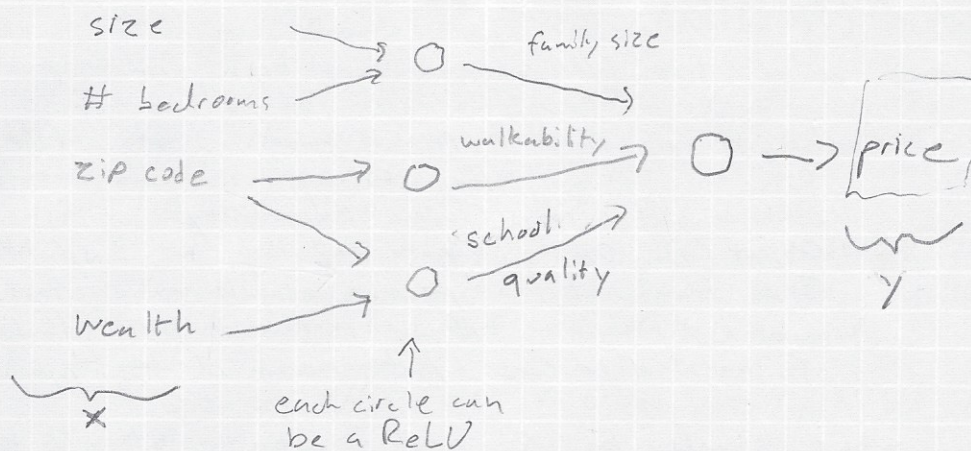 size
family size
# bedrooms
walkability
zip code
price
school
quality
y
wealth
x
each circle can
be a ReLU